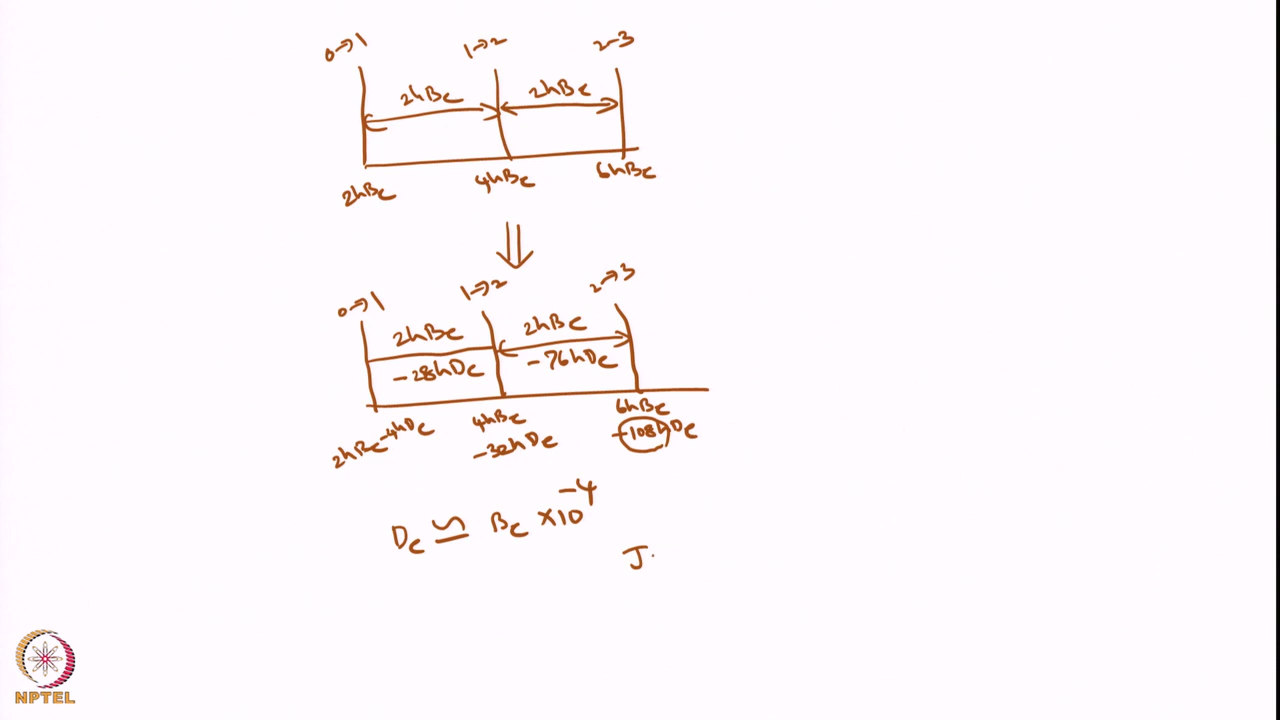 0→1 1→2 2-3
2hBc 2hBc
2hBc 4hBc 6hBc
0→1 1→2 2→3
2hBc 2hBc
-28hDc -76hDc
2hBc-4hDc 4hBc 6hBc
-32hDc -108hDc
Dc ≃ Bc ×10⁻⁴
J.
NPTEL